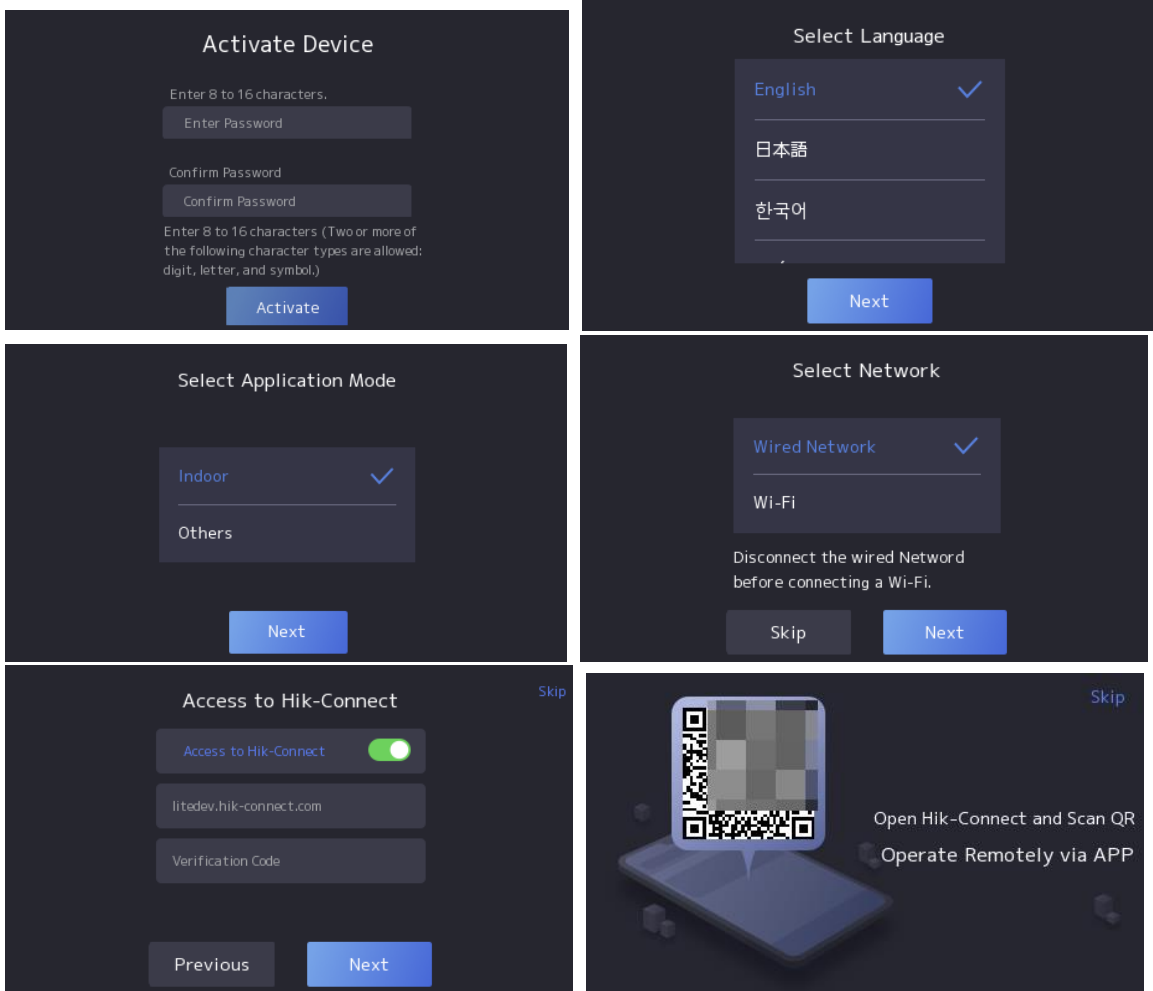 Activate Device
Enter 8 to 16 characters.
Enter Password
Confirm Password
Confirm Password
Enter 8 to 16 characters (Two or more of
the following character types are allowed:
digit, letter, and symbol.)
Activate
Select Language
English
日本語
한국어
Next
Select Application Mode
Indoor
Others
Next
Select Network
Wired Network
Wi-Fi
Disconnect the wired Netword
before connecting a Wi-Fi.
Skip
Next
Skip
Access to Hik-Connect
Access to Hik-Connect
litedev.hik-connect.com
Verification Code
Previous
Next
Skip
Open Hik-Connect and Scan QR
Operate Remotely via APP